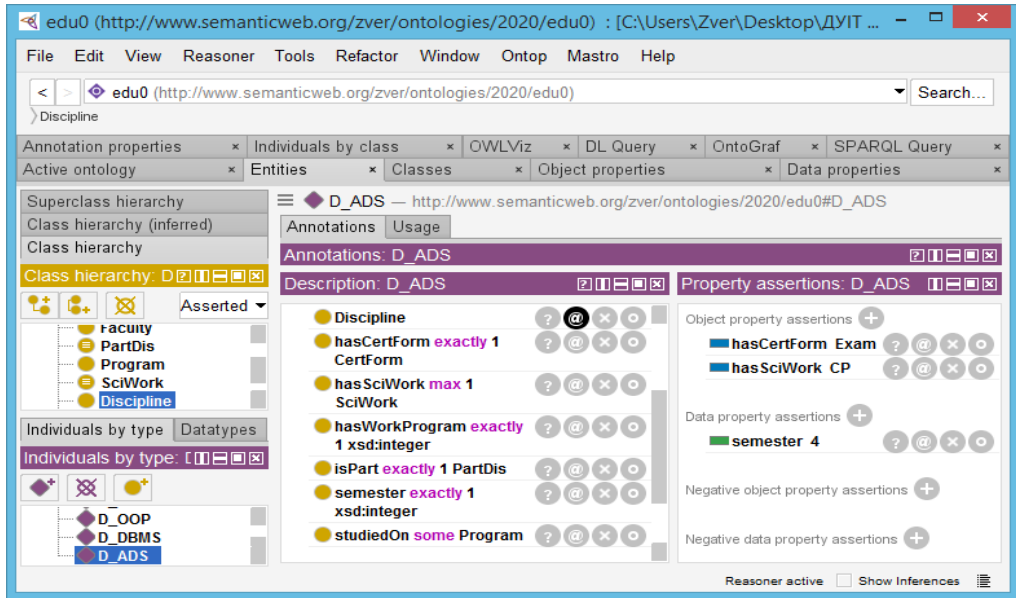 edu0 (http://www.semanticweb.org/zver/ontologies/2020/edu0) : [C:\Users\Zver\Desktop\ДУІТ ...
File Edit View Reasoner Tools Refactor Window Ontop Mastro Help
< > edu0 (http://www.semanticweb.org/zver/ontologies/2020/edu0) Search...
Discipline
Annotation properties × Individuals by class × OWLViz × DL Query × OntoGraf × SPARQL Query ×
Active ontology × Entities × Classes × Object properties × Data properties ×
Superclass hierarchy
Class hierarchy (inferred)
Class hierarchy
Class hierarchy: D
Asserted
Faculty
PartDis
Program
SciWork
Discipline
Individuals by type Datatypes
Individuals by type:
D_OOP
D_DBMS
D_ADS
D_ADS — http://www.semanticweb.org/zver/ontologies/2020/edu0#D_ADS
Annotations Usage
Annotations: D_ADS
Description: D_ADS
Discipline
hasCertForm exactly 1
CertForm
hasSciWork max 1
SciWork
hasWorkProgram exactly
1 xsd:integer
isPart exactly 1 PartDis
semester exactly 1
xsd:integer
studiedOn some Program
Property assertions: D_ADS
Object property assertions
hasCertForm Exam
hasSciWork CP
Data property assertions
semester 4
Negative object property assertions
Negative data property assertions
Reasoner active Show Inferences